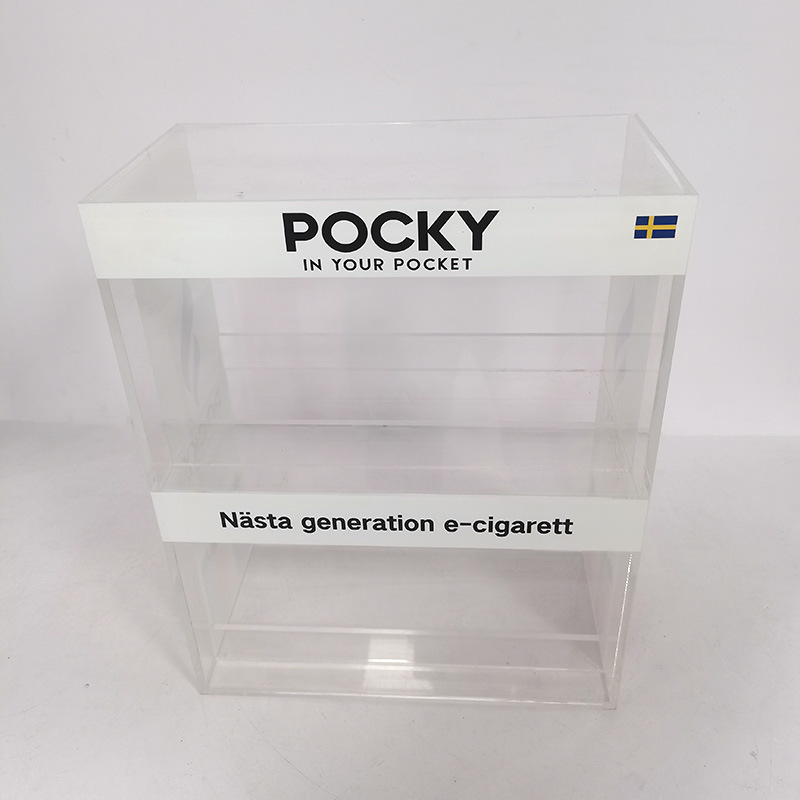 POCKY
IN YOUR POCKET
Nästa generation e-cigarett